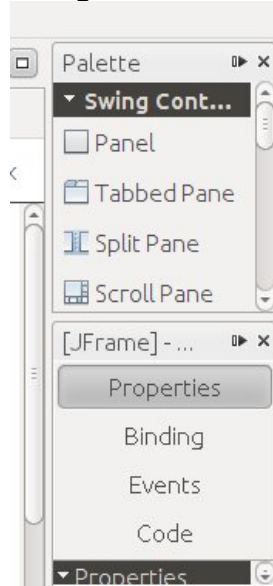 Palette
Swing Cont...
Panel
Tabbed Pane
Split Pane
Scroll Pane
[JFrame] - ...
Properties
Binding
Events
Code
Properties